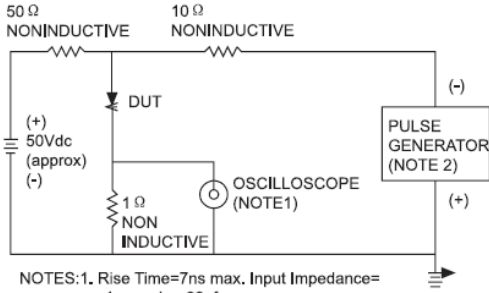 50 Ω
NONINDUCTIVE
10 Ω
NONINDUCTIVE
DUT
(+)
50Vdc
(approx)
(-)
1 Ω
NON
INDUCTIVE
OSCILLOSCOPE
(NOTE1)
(-)
PULSE
GENERATOR
(NOTE 2)
(+)
NOTES:1. Rise Time=7ns max. Input Impedance=